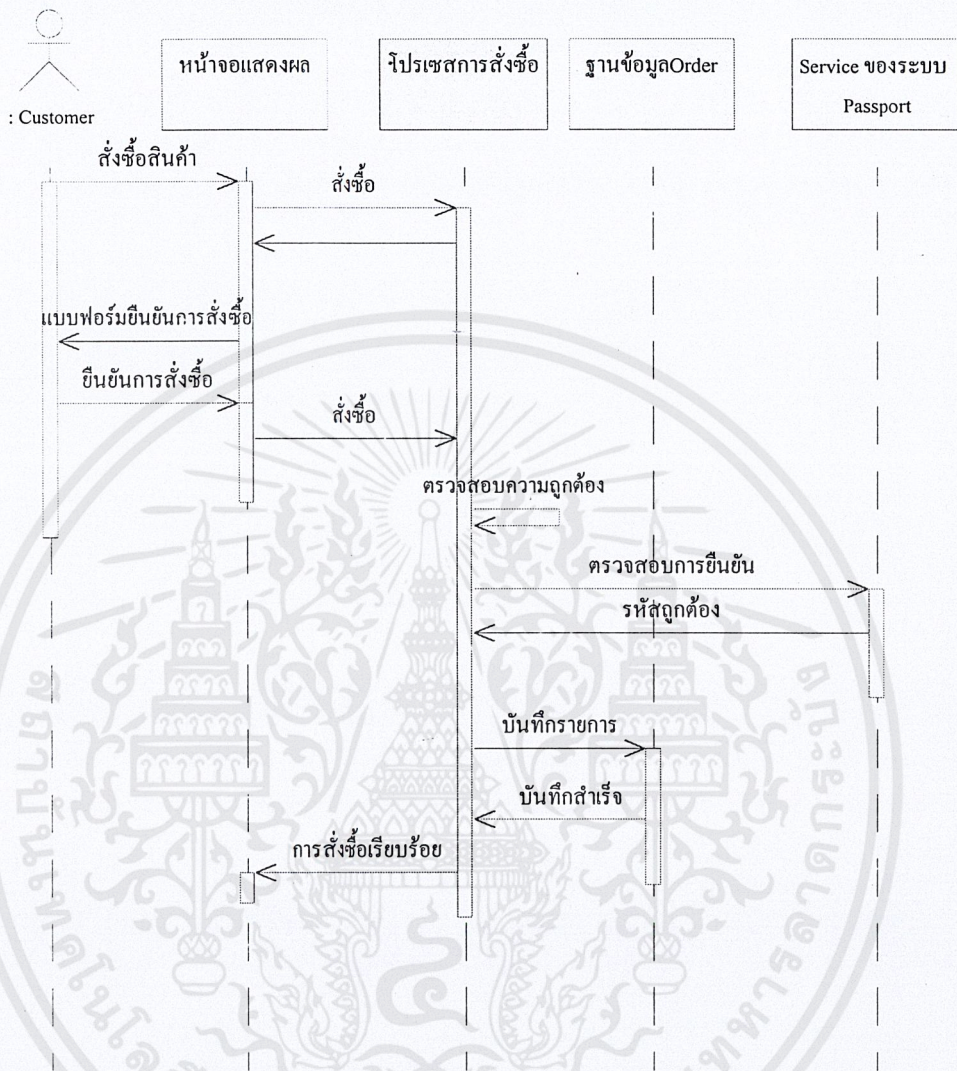 : Customer
หน้าจอแสดงผล
โปรเซสการสั่งซื้อ
ฐานข้อมูลOrder
Service ของระบบ
Passport
สั่งซื้อสินค้า
สั่งซื้อ
แบบฟอร์มยืนยันการสั่งซื้อ
ยืนยันการสั่งซื้อ
สั่งซื้อ
ตรวจสอบความถูกต้อง
ตรวจสอบการยืนยัน
รหัสถูกต้อง
บันทึกรายการ
บันทึกสำเร็จ
การสั่งซื้อเรียบร้อย